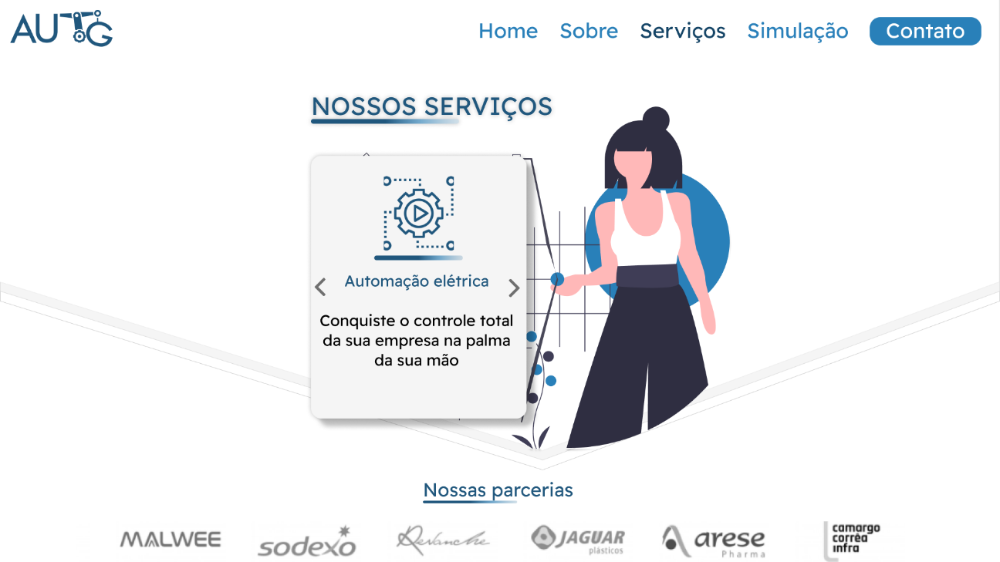 AUTG
Home Sobre Serviços Simulação Contato
NOSSOS SERVIÇOS
Automação elétrica
Conquiste o controle total
da sua empresa na palma
da sua mão
Nossas parcerias
MALWEE sodexo Revanche JAGUAR plásticos arese Pharma camargo corrêa infra